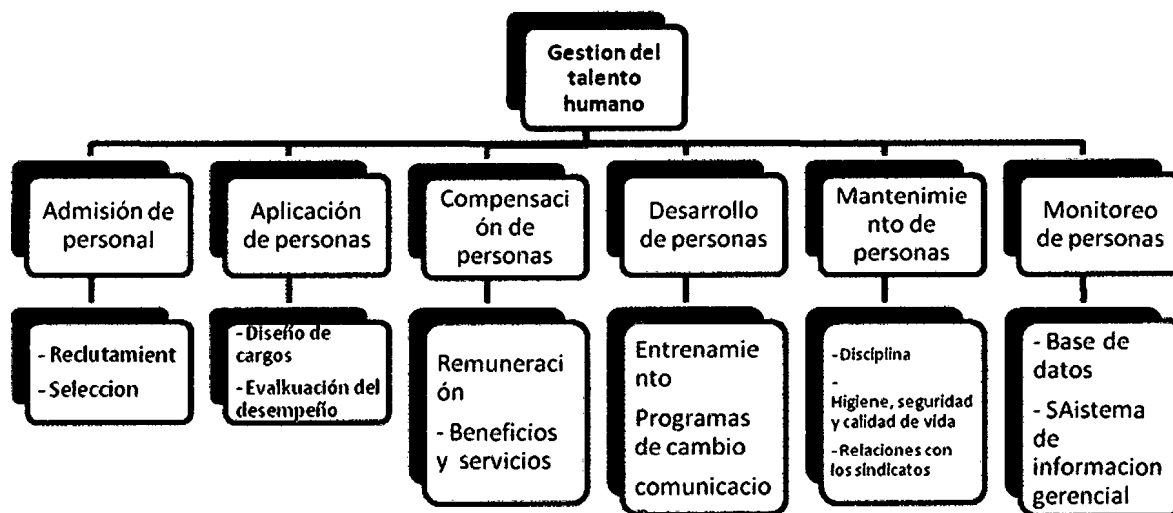 Gestion del
talento
humano
Admisión de
personal
Aplicación
de personas
Compensaci
ón de
personas
Desarrollo
de personas
Mantenimie
nto de
personas
Monitoreo
de personas
- Reclutamient
- Seleccion
- Diseño de
cargos
- Evalkuación del
desempeño
Remuneraci
ón
- Beneficios
y servicios
Entrenamie
nto
Programas
de cambio
comunicacio
- Disciplina
-
Higiene, seguridad
y calidad de vida
- Relaciones con
los sindicatos
- Base de
datos
- SAistema
de
informacion
gerencial